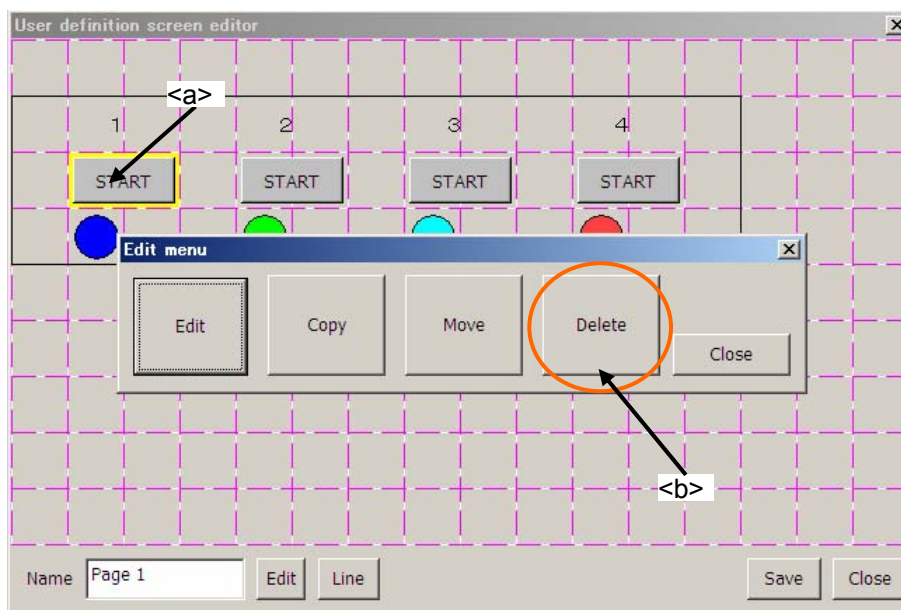 User definition screen editor
<a>
1 2 3 4
START START START START
Edit menu
Edit Copy Move Delete
Close
<b>
Name Page 1 Edit Line Save Close